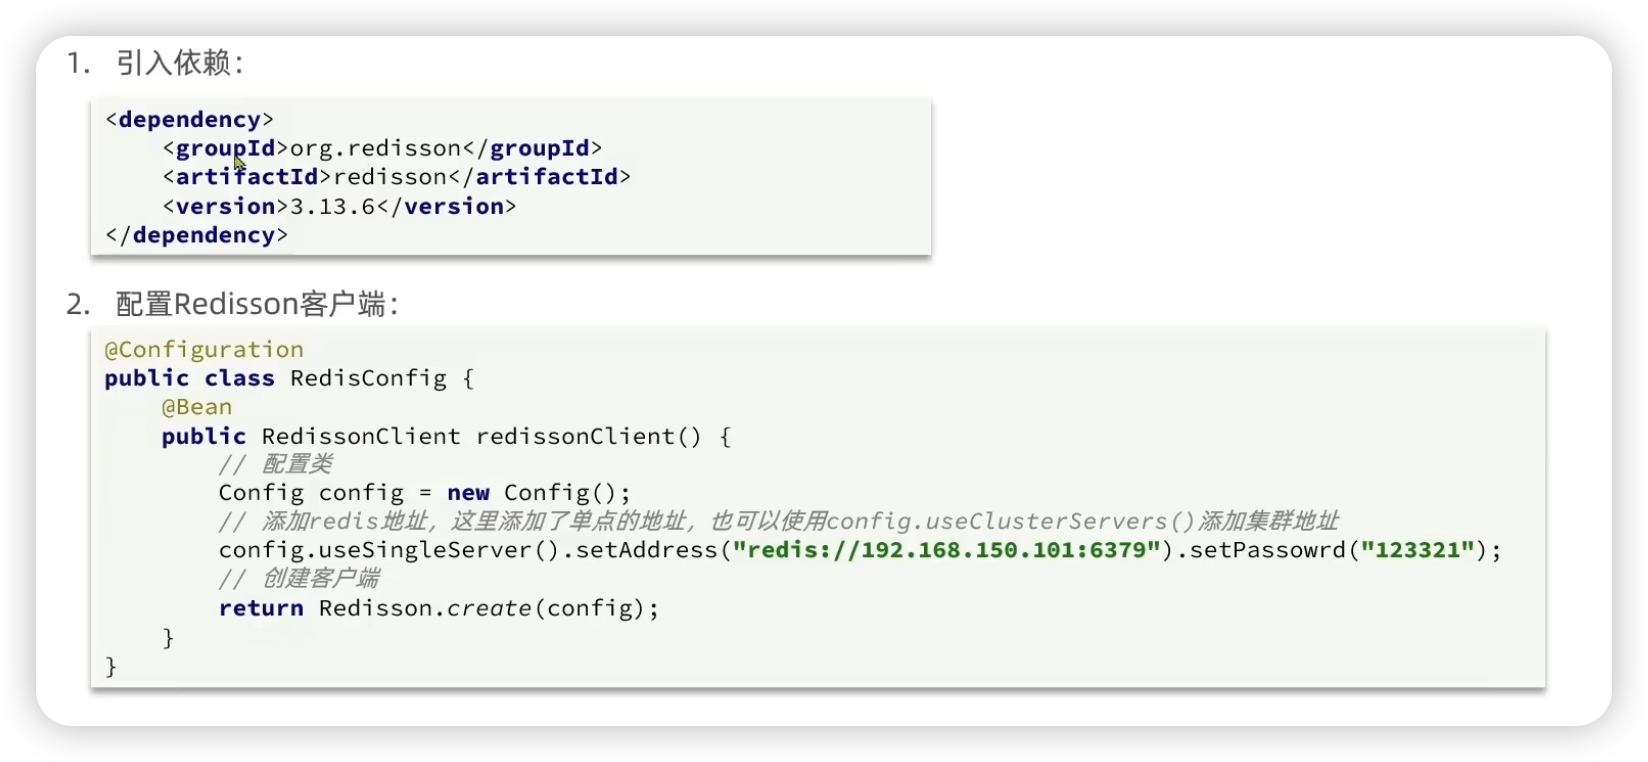 1. 引入依赖：
<dependency>
    <groupId>org.redisson</groupId>
    <artifactId>redisson</artifactId>
    <version>3.13.6</version>
</dependency>
2. 配置Redisson客户端：
@Configuration
public class RedisConfig {
    @Bean
    public RedissonClient redissonClient() {
        // 配置类
        Config config = new Config();
        // 添加redis地址，这里添加了单点的地址，也可以使用config.useClusterServers()添加集群地址
        config.useSingleServer().setAddress("redis://192.168.150.101:6379").setPassowrd("123321");
        // 创建客户端
        return Redisson.create(config);
    }
}